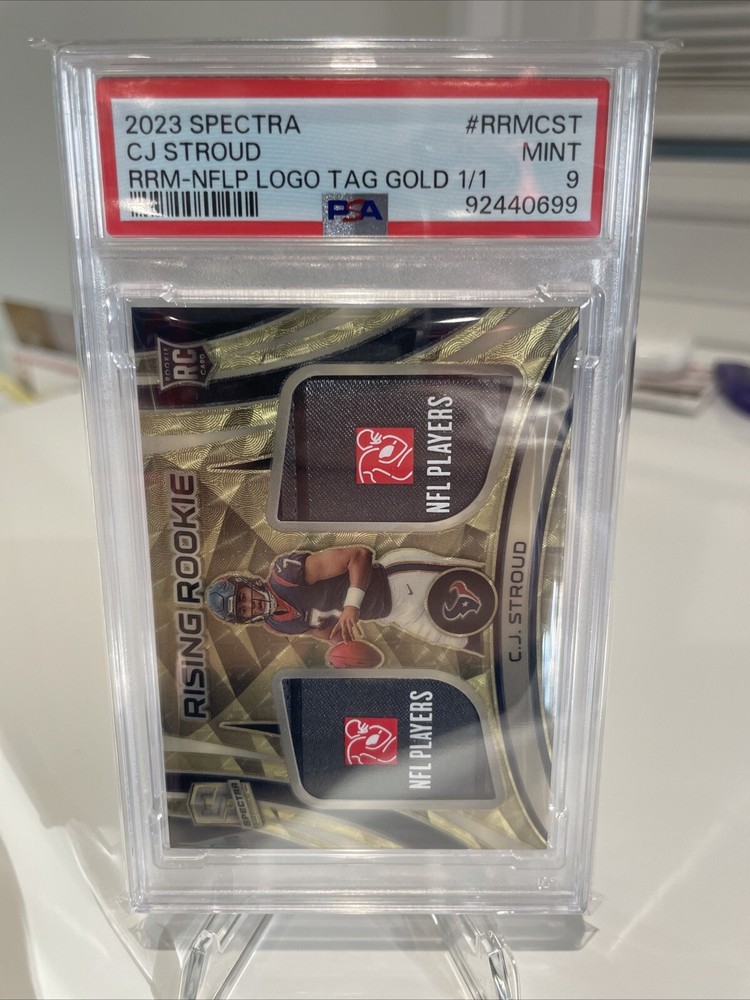 2023 SPECTRA #RRMCST
CJ STROUD MINT
RRM-NFLP LOGO TAG GOLD 1/1 9
PSA 92440699
ROOKIE
RC
CARD
RISING ROOKIE
NFL PLAYERS
7
C.J. STROUD
NFL PLAYERS
SPECTRA